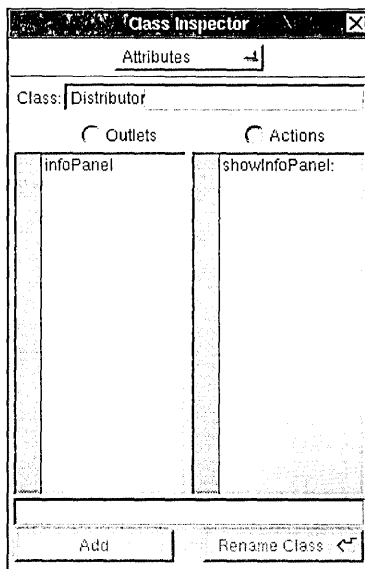 Class Inspector
Attributes
Class: Distributor
Outlets Actions
infoPanel showInfoPanel:
Add Rename Class